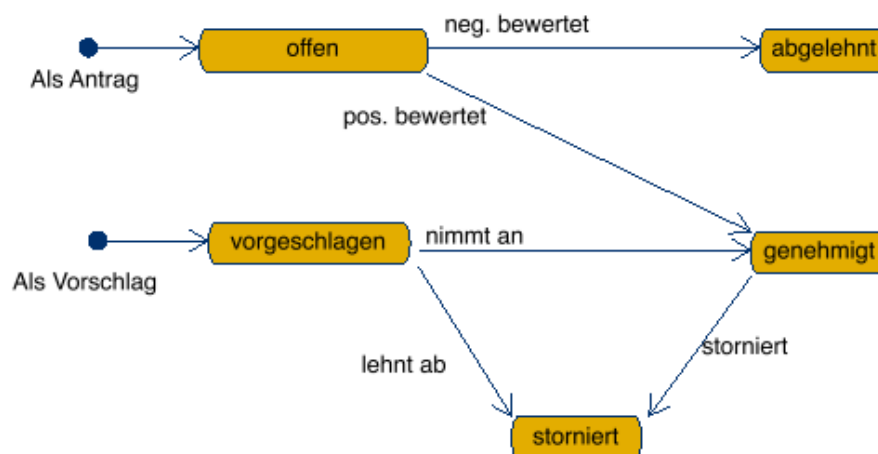 neg. bewertet
offen
abgelehnt
Als Antrag
pos. bewertet
vorgeschlagen
nimmt an
genehmigt
Als Vorschlag
storniert
lehnt ab
storniert